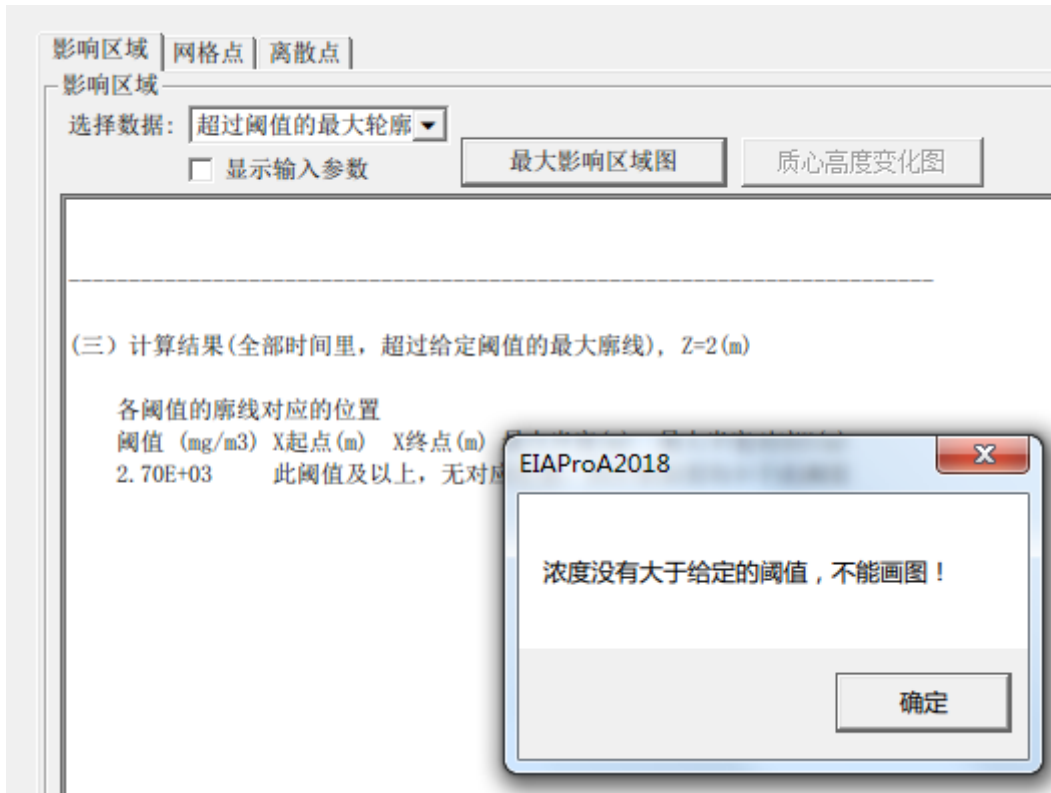 影响区域 网格点 离散点
影响区域
选择数据: 超过阈值的最大轮廓
显示输入参数 最大影响区域图 质心高度变化图
(三) 计算结果(全部时间里, 超过给定阈值的最大廓线), Z=2(m)
各阈值的廓线对应的位置
阈值 (mg/m3) X起点(m) X终点(m)
2.70E+03 此阈值及以上, 无对应
EIAProA2018
浓度没有大于给定的阈值，不能画图！
确定